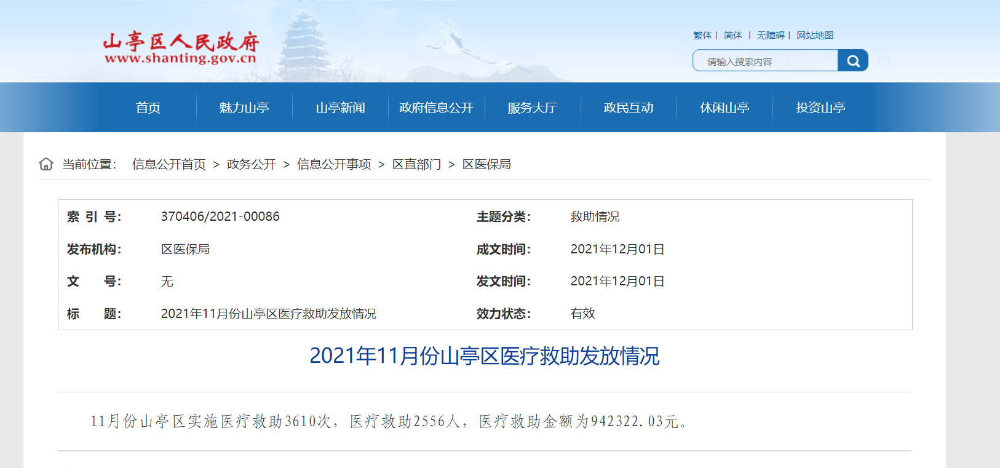 山亭区人民政府
www.shanting.gov.cn
繁体 | 简体 | 无障碍 | 网站地图
请输入搜索内容
首页 魅力山亭 山亭新闻 政府信息公开 服务大厅 政民互动 休闲山亭 投资山亭
当前位置： 信息公开首页 > 政务公开 > 信息公开事项 > 区直部门 > 区医保局
索 引 号： 370406/2021-00086 主题分类： 救助情况
发布机构： 区医保局 成文时间： 2021年12月01日
文 号： 无 发文时间： 2021年12月01日
标 题： 2021年11月份山亭区医疗救助发放情况 效力状态： 有效
2021年11月份山亭区医疗救助发放情况
11月份山亭区实施医疗救助3610次，医疗救助2556人，医疗救助金额为942322.03元。